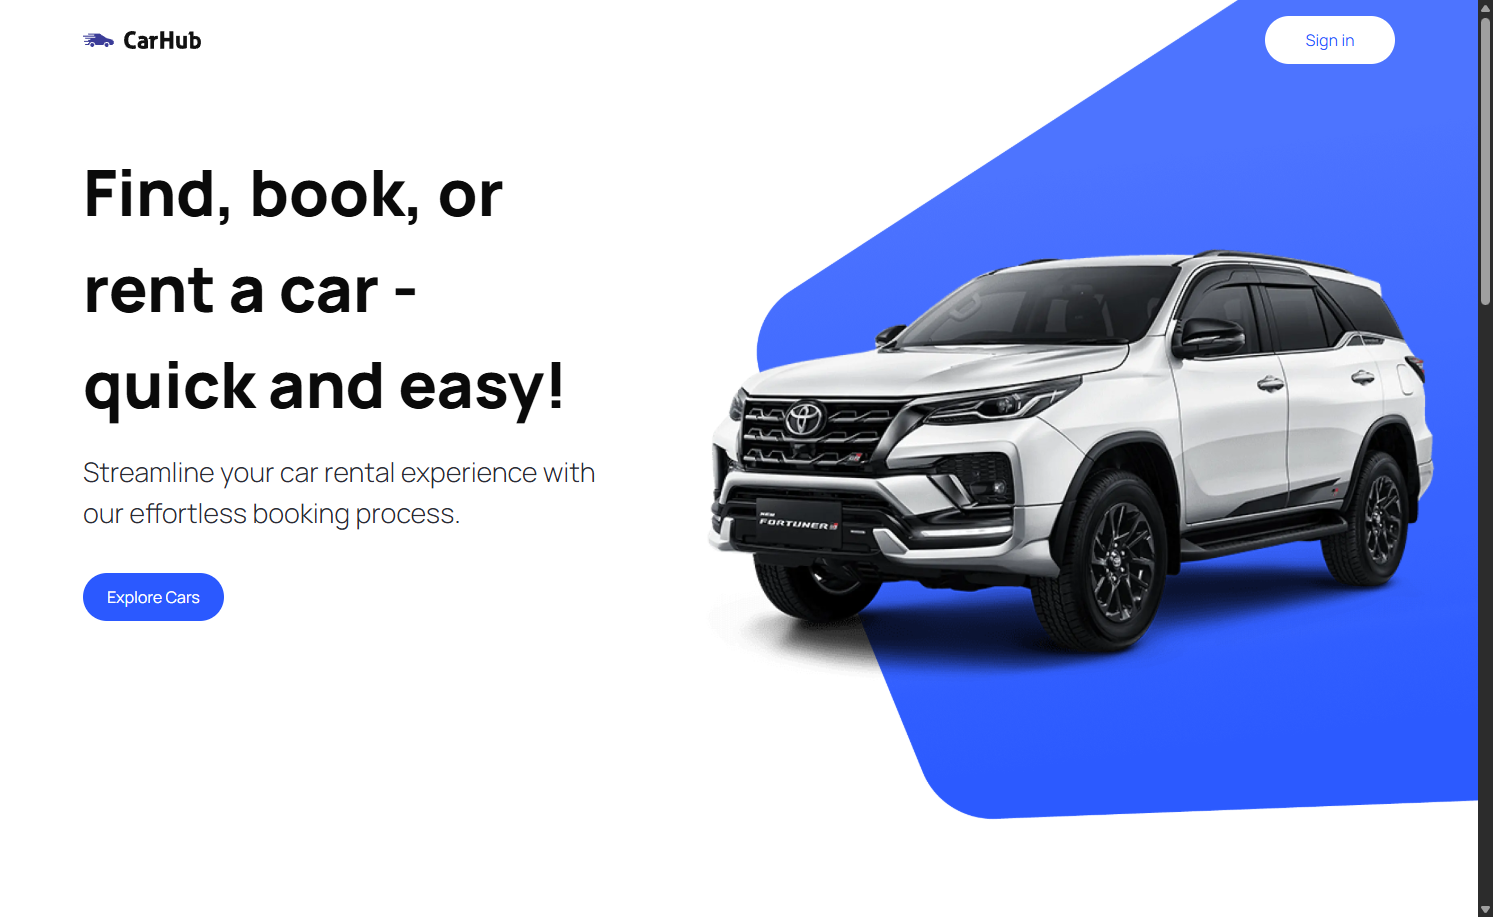 CarHub
Sign in
Find, book, or
rent a car -
quick and easy!
Streamline your car rental experience with
our effortless booking process.
Explore Cars
NEW
FORTUNER